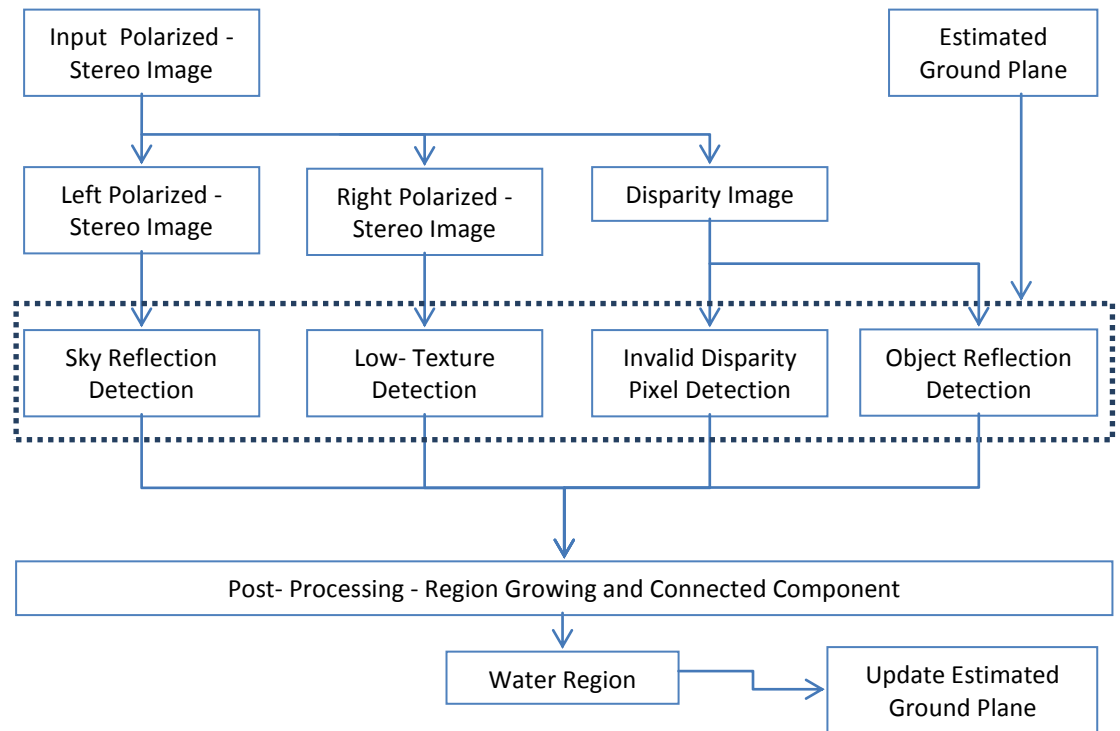 Input Polarized -
Stereo Image
Estimated
Ground Plane
Left Polarized -
Stereo Image
Right Polarized -
Stereo Image
Disparity Image
Sky Reflection
Detection
Low- Texture
Detection
Invalid Disparity
Pixel Detection
Object Reflection
Detection
Post- Processing - Region Growing and Connected Component
Water Region
Update Estimated
Ground Plane